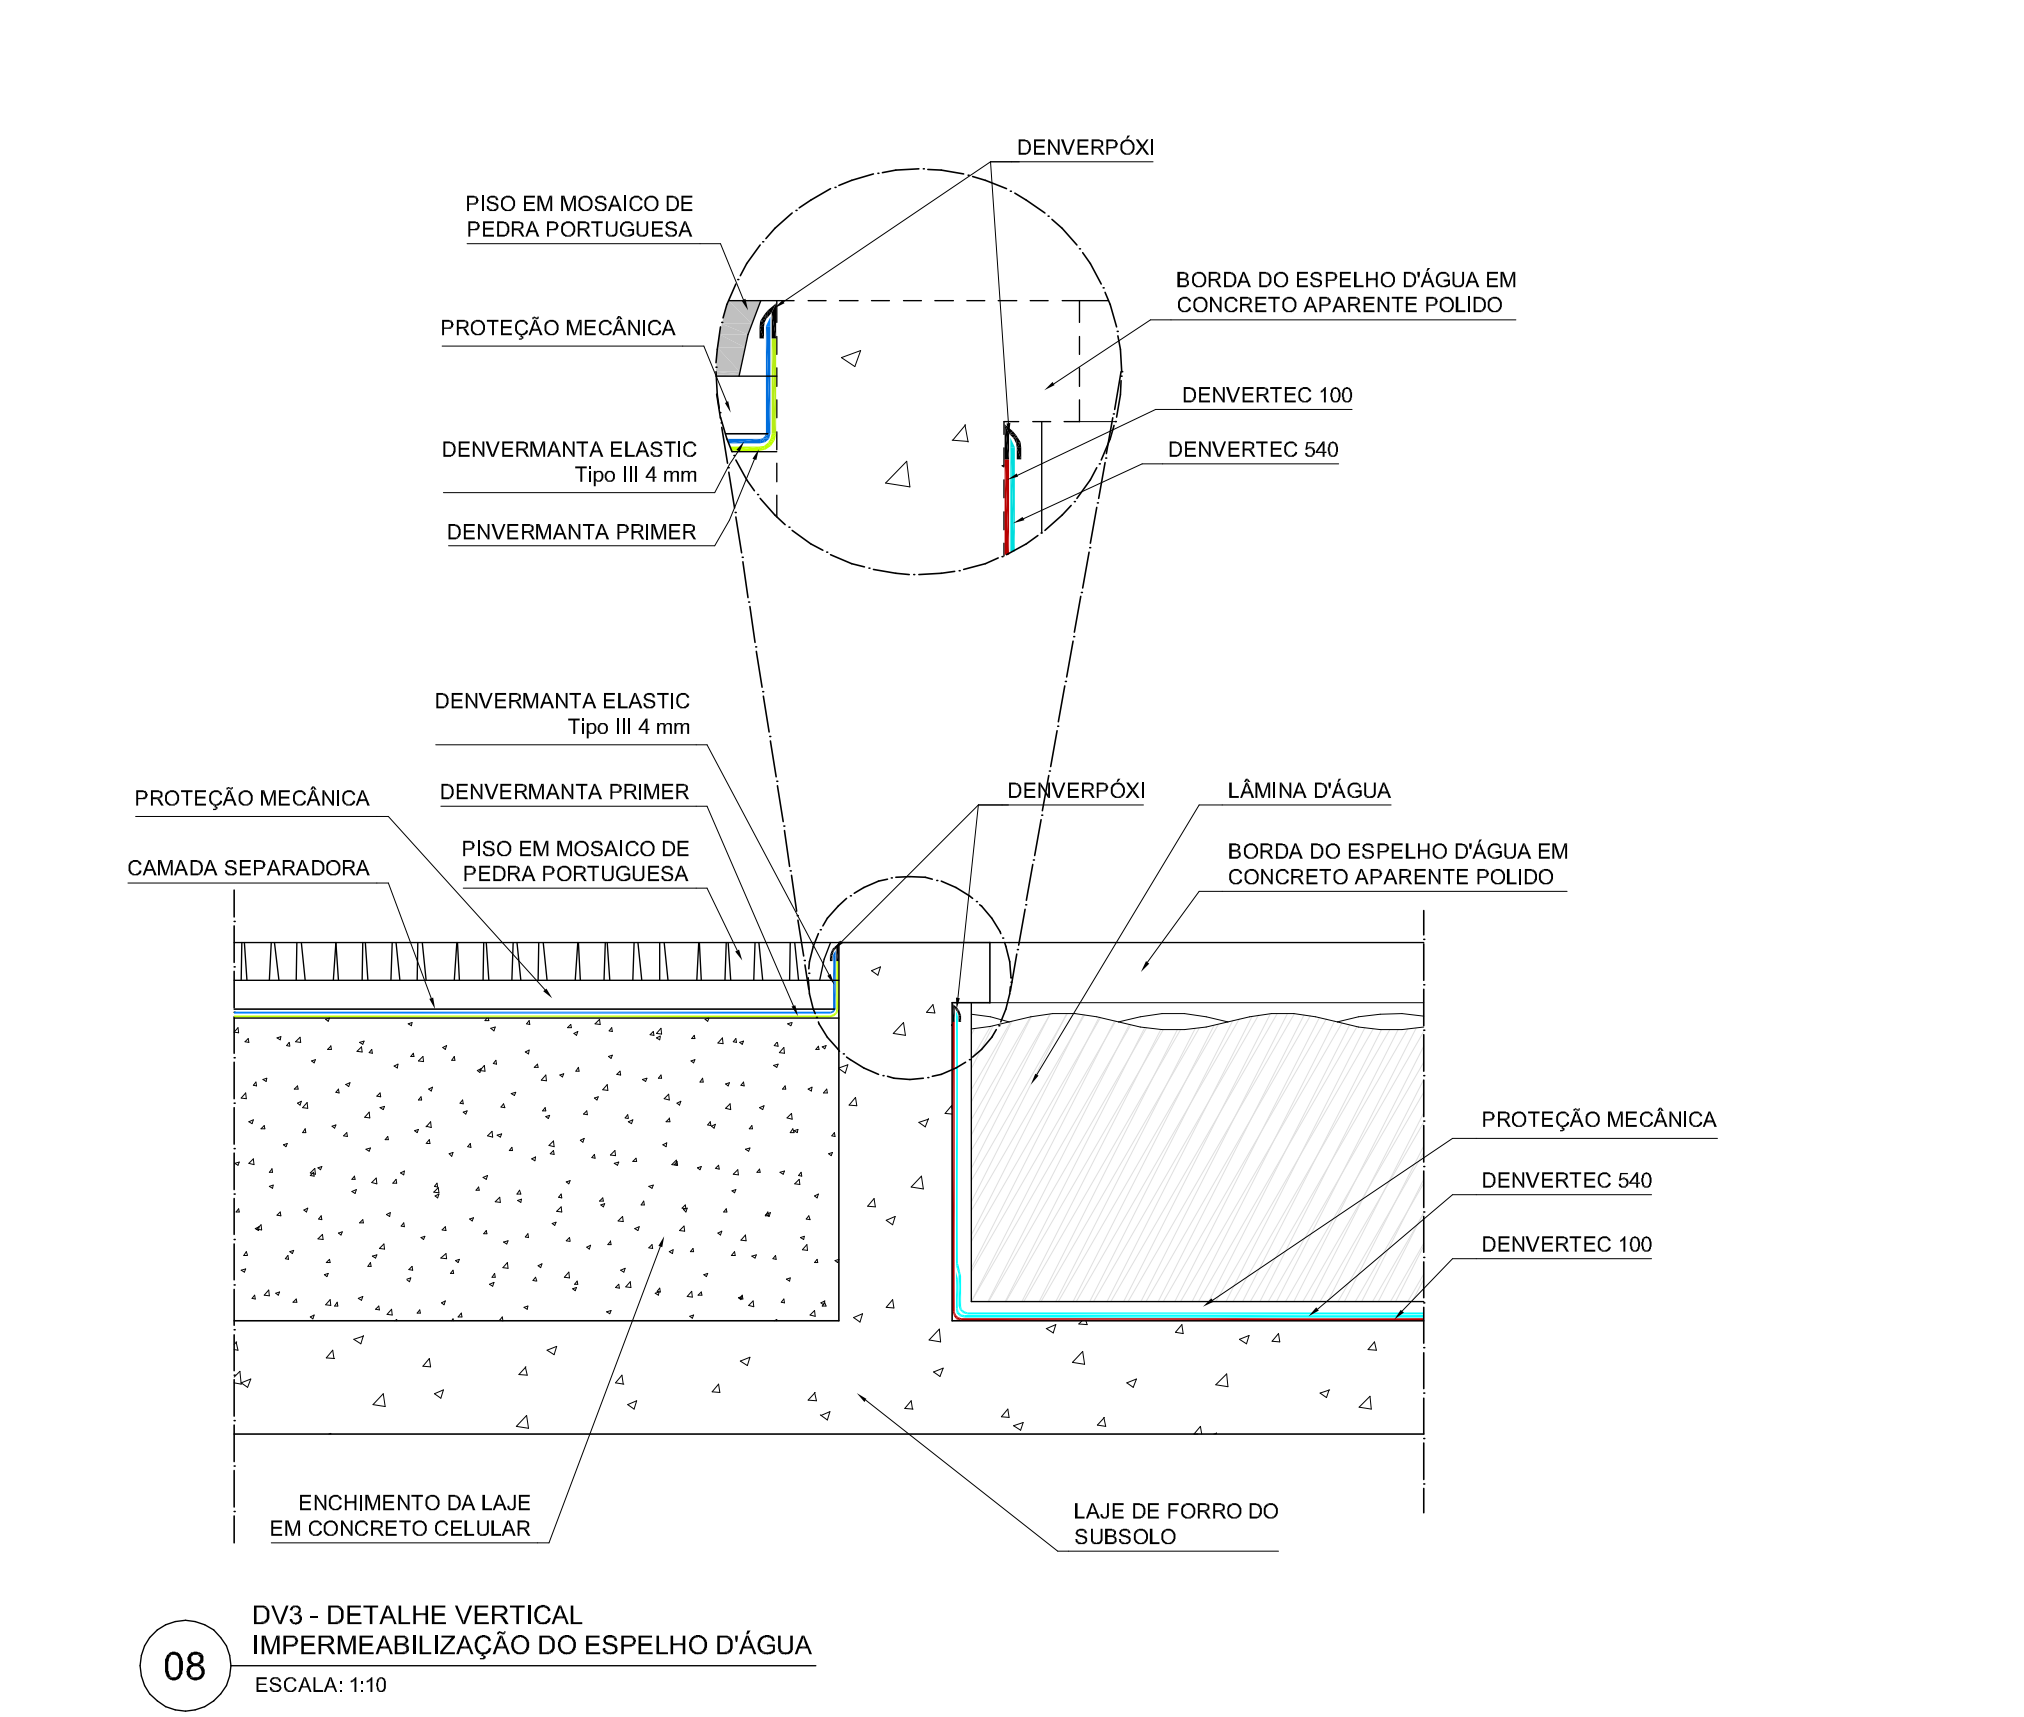 DENVERPÓXI
PISO EM MOSAICO DE
PEDRA PORTUGUESA
BORDA DO ESPELHO D'ÁGUA EM
CONCRETO APARENTE POLIDO
PROTEÇÃO MECÂNICA
DENVERTEC 100
DENVERMANTA ELASTIC
Tipo III 4 mm
DENVERTEC 540
DENVERMANTA PRIMER
DENVERMANTA ELASTIC
Tipo III 4 mm
PROTEÇÃO MECÂNICA
DENVERMANTA PRIMER
DENVERPÓXI
LÂMINA D'ÁGUA
CAMADA SEPARADORA
PISO EM MOSAICO DE
PEDRA PORTUGUESA
BORDA DO ESPELHO D'ÁGUA EM
CONCRETO APARENTE POLIDO
PROTEÇÃO MECÂNICA
DENVERTEC 540
DENVERTEC 100
ENCHIMENTO DA LAJE
EM CONCRETO CELULAR
LAJE DE FORRO DO
SUBSOLO
08
DV3 - DETALHE VERTICAL
IMPERMEABILIZAÇÃO DO ESPELHO D'ÁGUA
ESCALA: 1:10